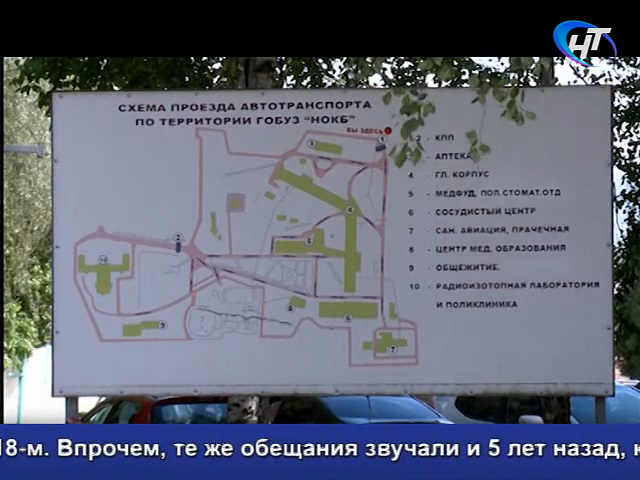 НТ
СХЕМА ПРОЕЗДА АВТОТРАНСПОРТА
ПО ТЕРРИТОРИИ ГОБУЗ "НОКБ"
ВЫ ЗДЕСЬ
2 - КПП
АПТЕКА
4 - ГЛ. КОРПУС
5 - МЕДФУД, ПОЛ.СТОМАТ.ОТД
6 - СОСУДИСТЫЙ ЦЕНТР
7 - САН. АВИАЦИЯ, ПРАЧЕЧНАЯ
8 - ЦЕНТР МЕД. ОБРАЗОВАНИЯ
9 - ОБЩЕЖИТИЕ.
10 - РАДИОИЗОТОПНАЯ ЛАБОРАТОРИЯ
И ПОЛИКЛИНИКА
18-м. Впрочем, те же обещания звучали и 5 лет назад, к